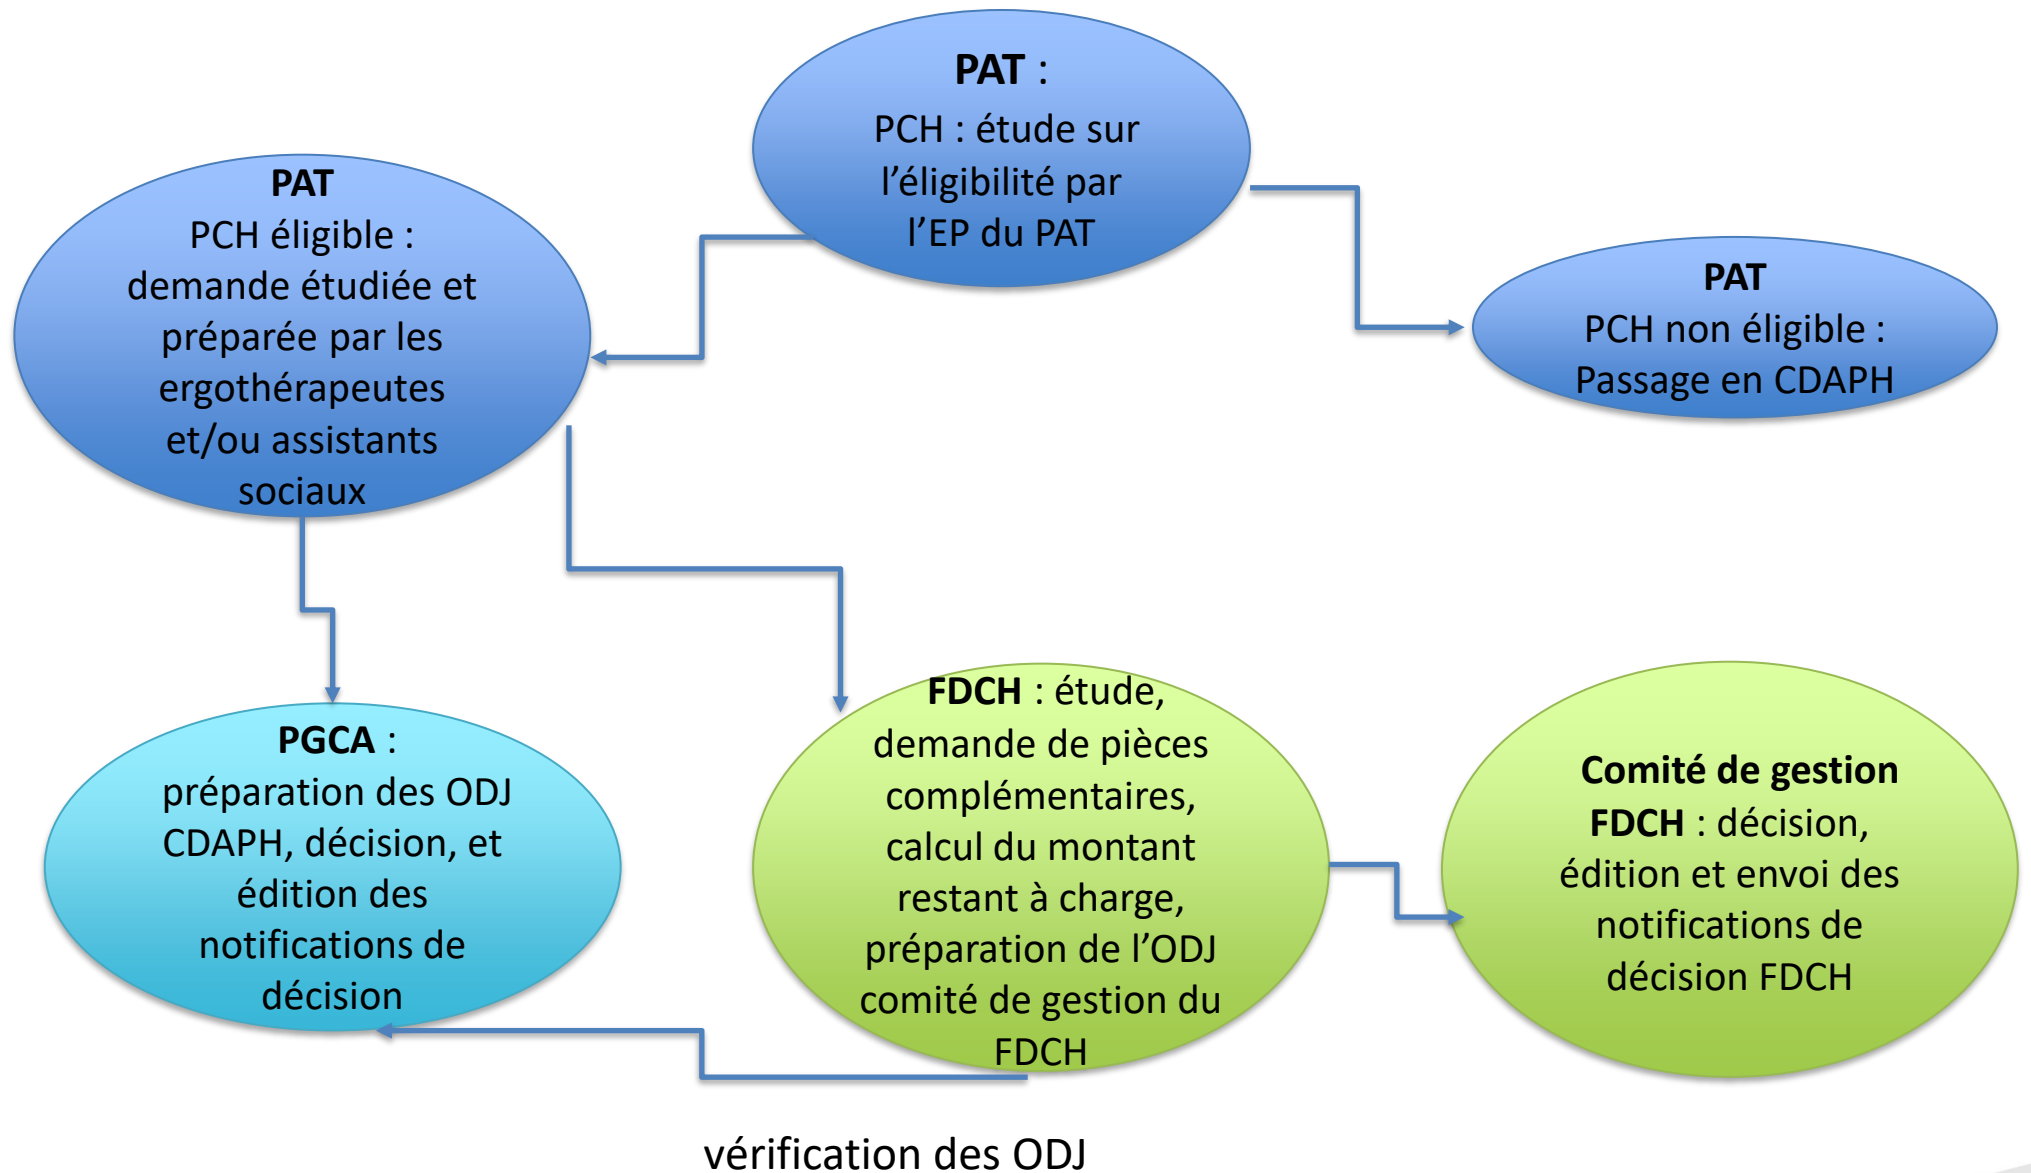 PAT :
PCH : étude sur
l’éligibilité par
l’EP du PAT
PAT
PCH éligible :
demande étudiée et
préparée par les
ergothérapeutes
et/ou assistants
sociaux
PAT
PCH non éligible :
Passage en CDAPH
PGCA :
préparation des ODJ
CDAPH, décision, et
édition des
notifications de
décision
FDCH : étude,
demande de pièces
complémentaires,
calcul du montant
restant à charge,
préparation de l’ODJ
comité de gestion du
FDCH
Comité de gestion
FDCH : décision,
édition et envoi des
notifications de
décision FDCH
vérification des ODJ